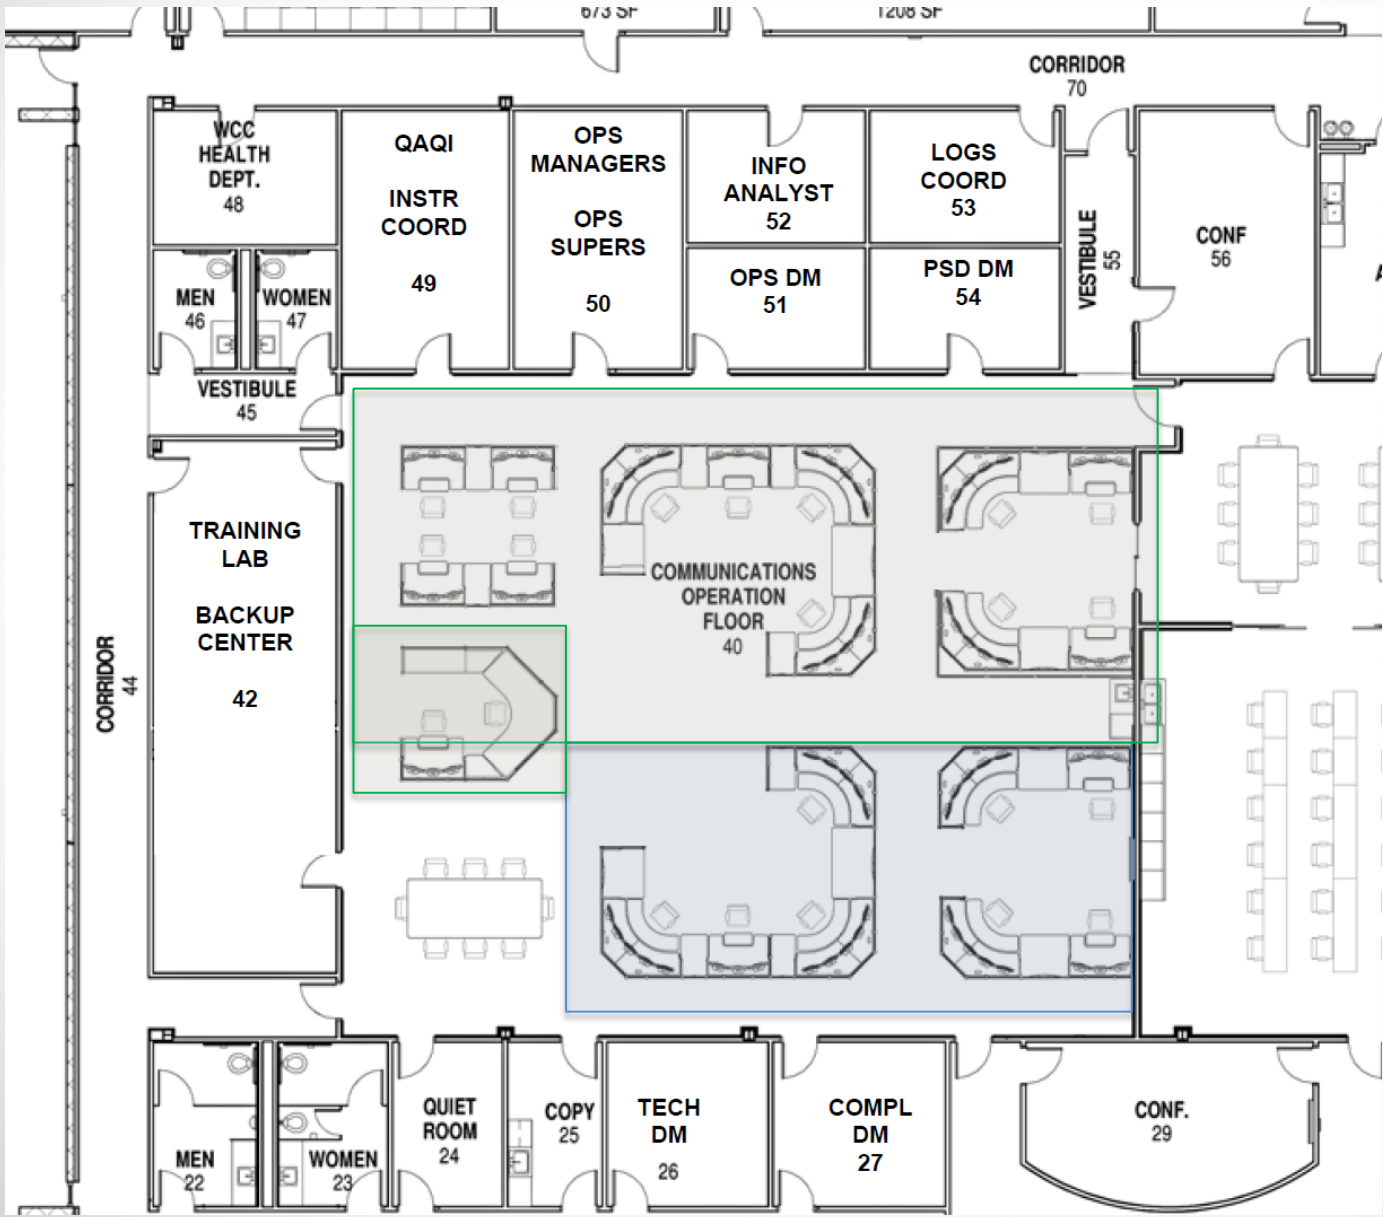 673 SF
1208 SF
CORRIDOR
70
WCC
HEALTH
DEPT.
48
QAQI
INSTR
COORD
49
OPS
MANAGERS
OPS
SUPERS
50
INFO
ANALYST
52
LOGS
COORD
53
VESTIBULE
55
CONF
56
MEN
46
WOMEN
47
OPS DM
51
PSD DM
54
VESTIBULE
45
TRAINING
LAB
BACKUP
CENTER
42
COMMUNICATIONS
OPERATION
FLOOR
40
CORRIDOR
44
MEN
22
WOMEN
23
QUIET
ROOM
24
COPY
25
TECH
DM
26
COMPL
DM
27
CONF.
29